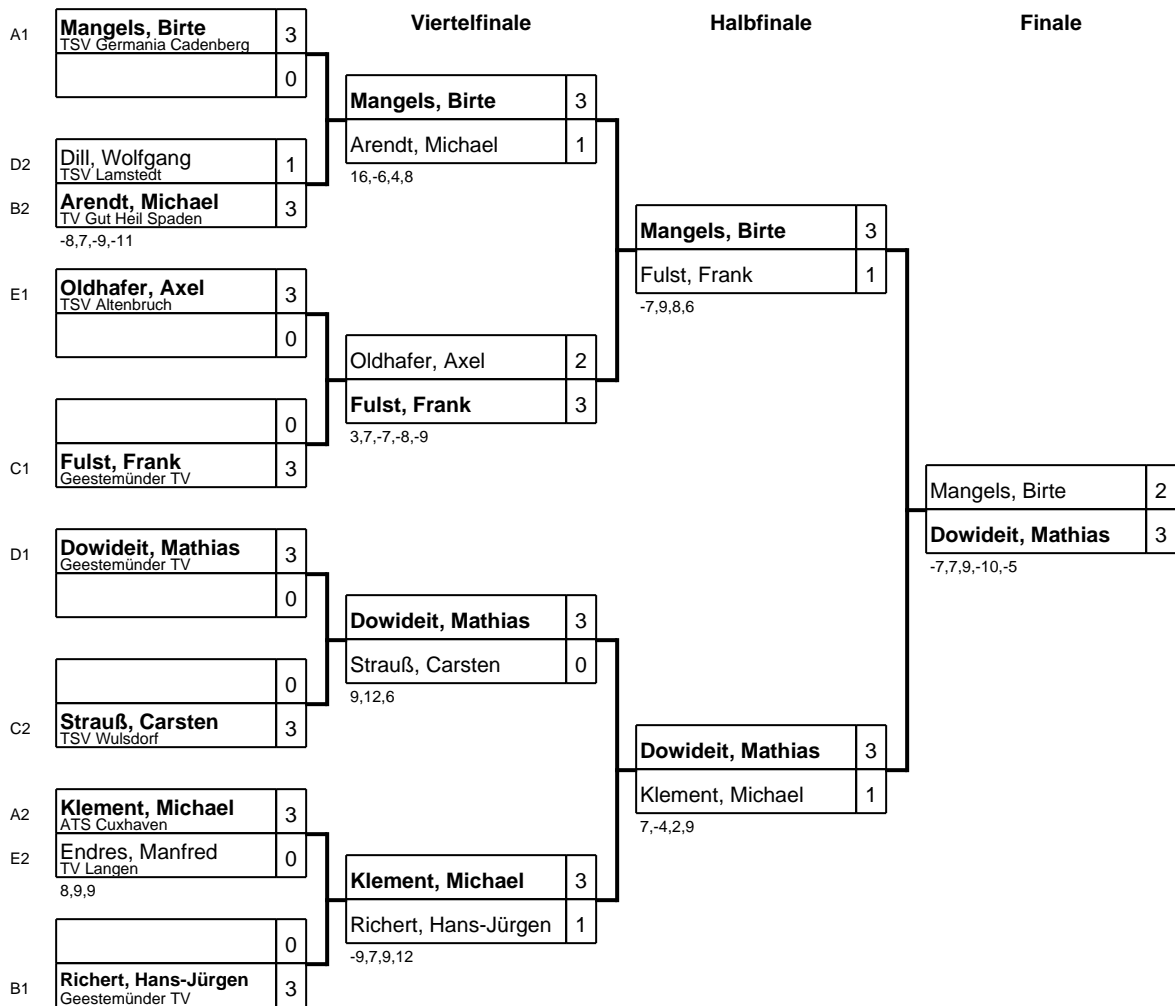 Viertelfinale
Halbfinale
Finale
A1
Mangels, Birte
TSV Germania Cadenberg
3
0
D2
Dill, Wolfgang
TSV Lamstedt
1
B2
Arendt, Michael
TV Gut Heil Spaden
3
-8,7,-9,-11
E1
Oldhafer, Axel
TSV Altenbruch
3
0
0
C1
Fulst, Frank
Geestemünder TV
3
D1
Dowideit, Mathias
Geestemünder TV
3
0
0
C2
Strauß, Carsten
TSV Wulsdorf
3
A2
Klement, Michael
ATS Cuxhaven
3
E2
Endres, Manfred
TV Langen
0
8,9,9
0
B1
Richert, Hans-Jürgen
Geestemünder TV
3
Mangels, Birte 3
Arendt, Michael 1
16,-6,4,8
Oldhafer, Axel 2
Fulst, Frank 3
3,7,-7,-8,-9
Dowideit, Mathias 3
Strauß, Carsten 0
9,12,6
Klement, Michael 3
Richert, Hans-Jürgen 1
-9,7,9,12
Mangels, Birte 3
Fulst, Frank 1
-7,9,8,6
Dowideit, Mathias 3
Klement, Michael 1
7,-4,2,9
Mangels, Birte 2
Dowideit, Mathias 3
-7,7,9,-10,-5